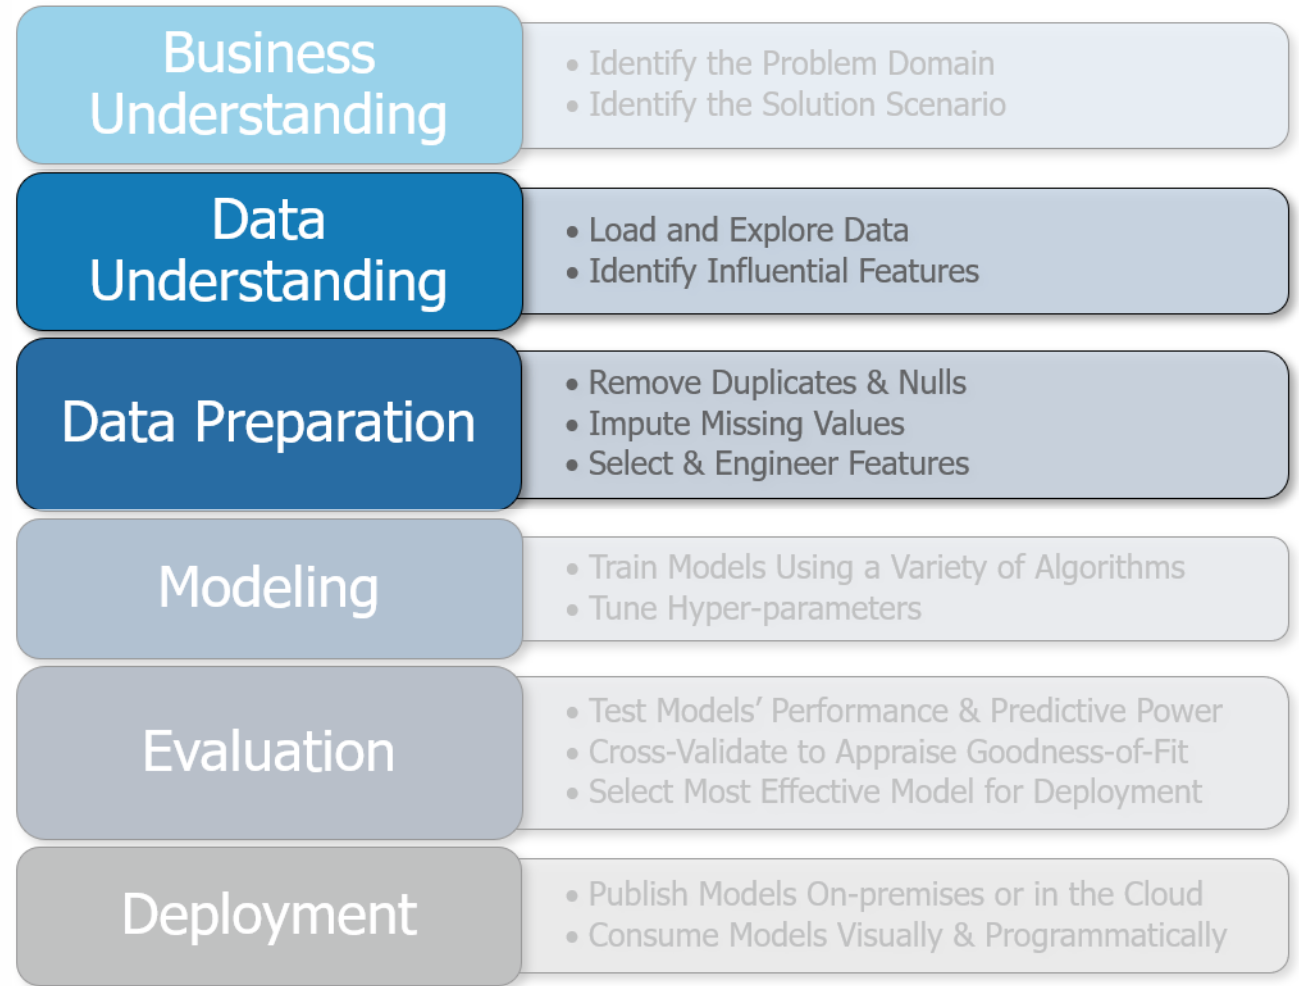 Business
Understanding
• Identify the Problem Domain
• Identify the Solution Scenario
Data
Understanding
• Load and Explore Data
• Identify Influential Features
Data Preparation
• Remove Duplicates & Nulls
• Impute Missing Values
• Select & Engineer Features
Modeling
• Train Models Using a Variety of Algorithms
• Tune Hyper-parameters
Evaluation
• Test Models’ Performance & Predictive Power
• Cross-Validate to Appraise Goodness-of-Fit
• Select Most Effective Model for Deployment
Deployment
• Publish Models On-premises or in the Cloud
• Consume Models Visually & Programmatically